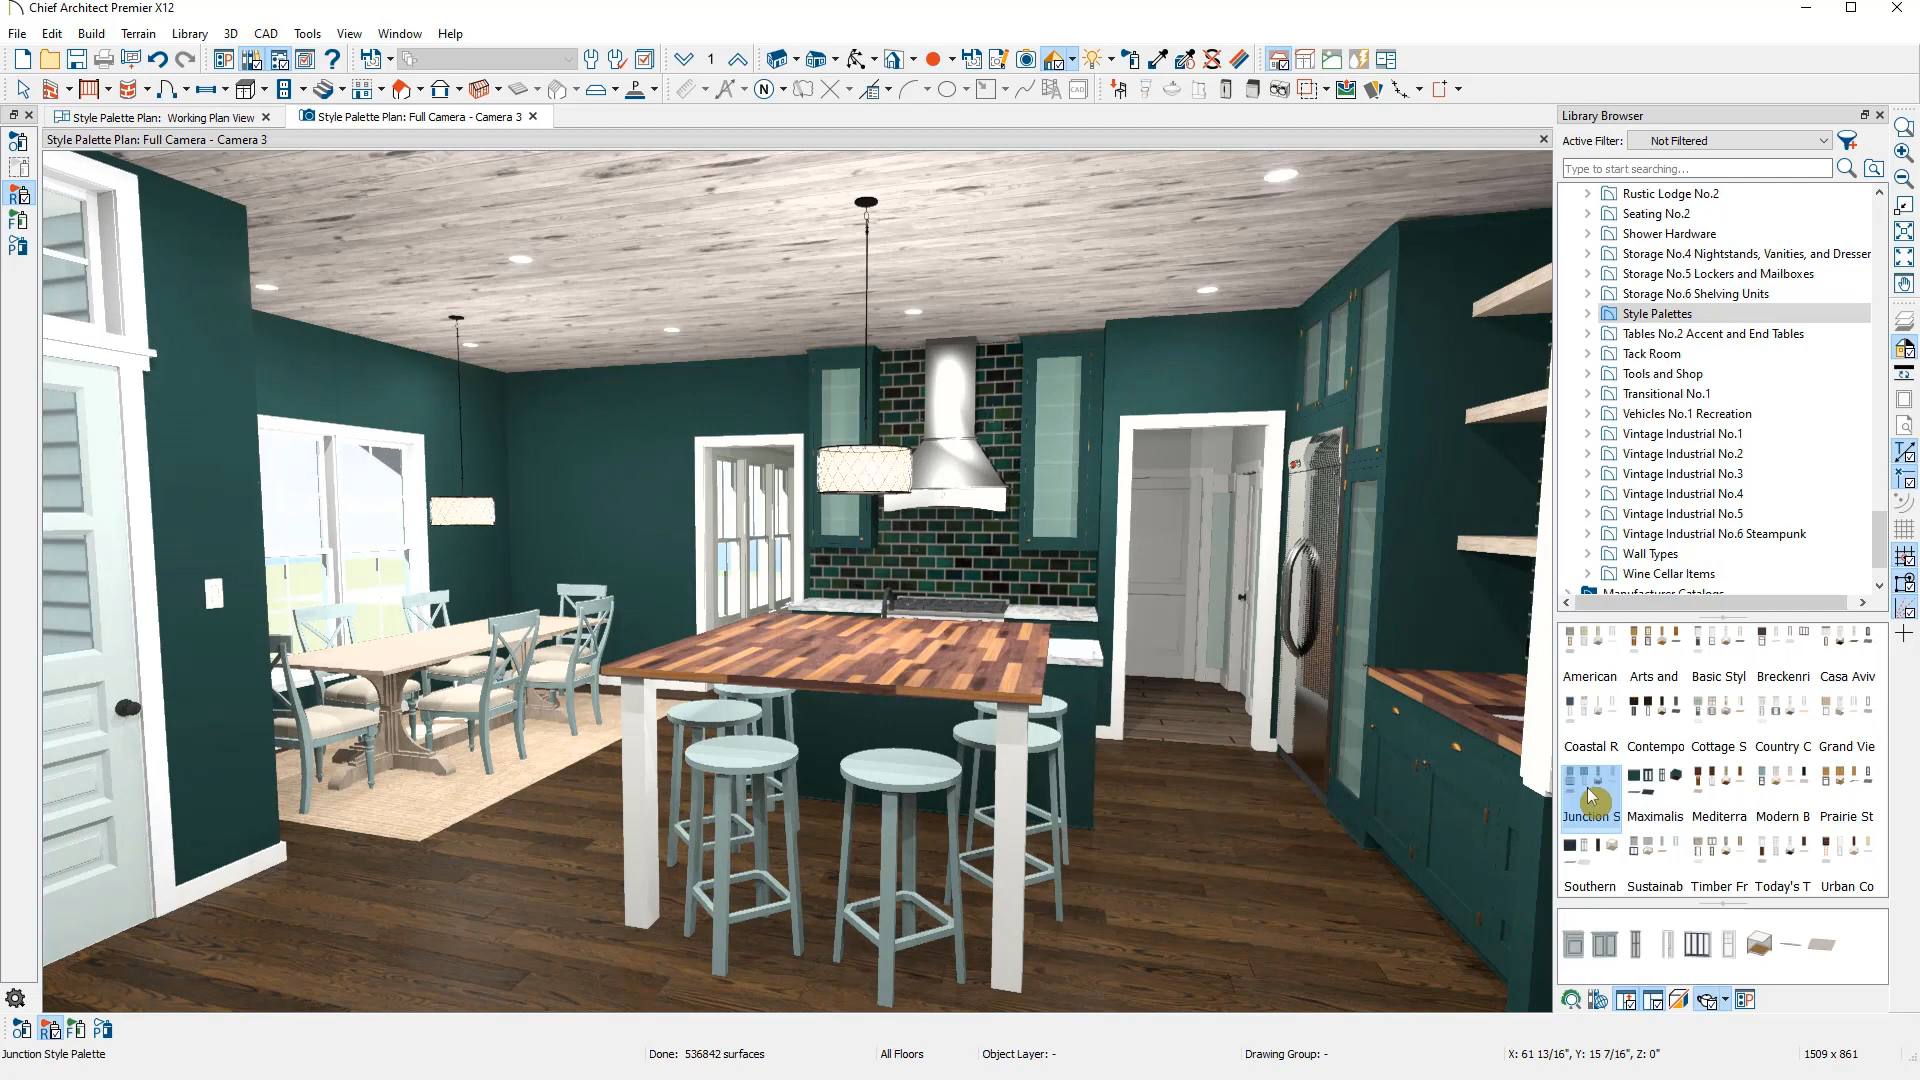 Chief Architect Premier X12
File Edit Build Terrain Library 3D CAD Tools View Window Help
1
N
P
CAD
Style Palette Plan: Working Plan View
Style Palette Plan: Full Camera - Camera 3
Style Palette Plan: Full Camera - Camera 3
Library Browser
Active Filter: Not Filtered
Type to start searching...
Rustic Lodge No.2
Seating No.2
Shower Hardware
Storage No.4 Nightstands, Vanities, and Dresser
Storage No.5 Lockers and Mailboxes
Storage No.6 Shelving Units
Style Palettes
Tables No.2 Accent and End Tables
Tack Room
Tools and Shop
Transitional No.1
Vehicles No.1 Recreation
Vintage Industrial No.1
Vintage Industrial No.2
Vintage Industrial No.3
Vintage Industrial No.4
Vintage Industrial No.5
Vintage Industrial No.6 Steampunk
Wall Types
Wine Cellar Items
Manufacturer Catalogs
American Arts and Basic Styl Breckenri Casa Aviv
Coastal R Contempo Cottage S Country C Grand Vie
Junction S Maximalis Mediterra Modern B Prairie St
Southern Sustainab Timber Fr Today's T Urban Co
Junction Style Palette
Done: 536842 surfaces
All Floors
Object Layer: -
Drawing Group: -
X: 61 13/16", Y: 15 7/16", Z: 0"
1509 x 861